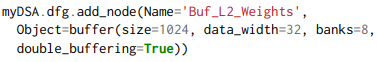 myDSA.dfg.add_node(Name='Buf_L2_Weights',
Object=buffer(size=1024, data_width=32, banks=8,
double_buffering=True))